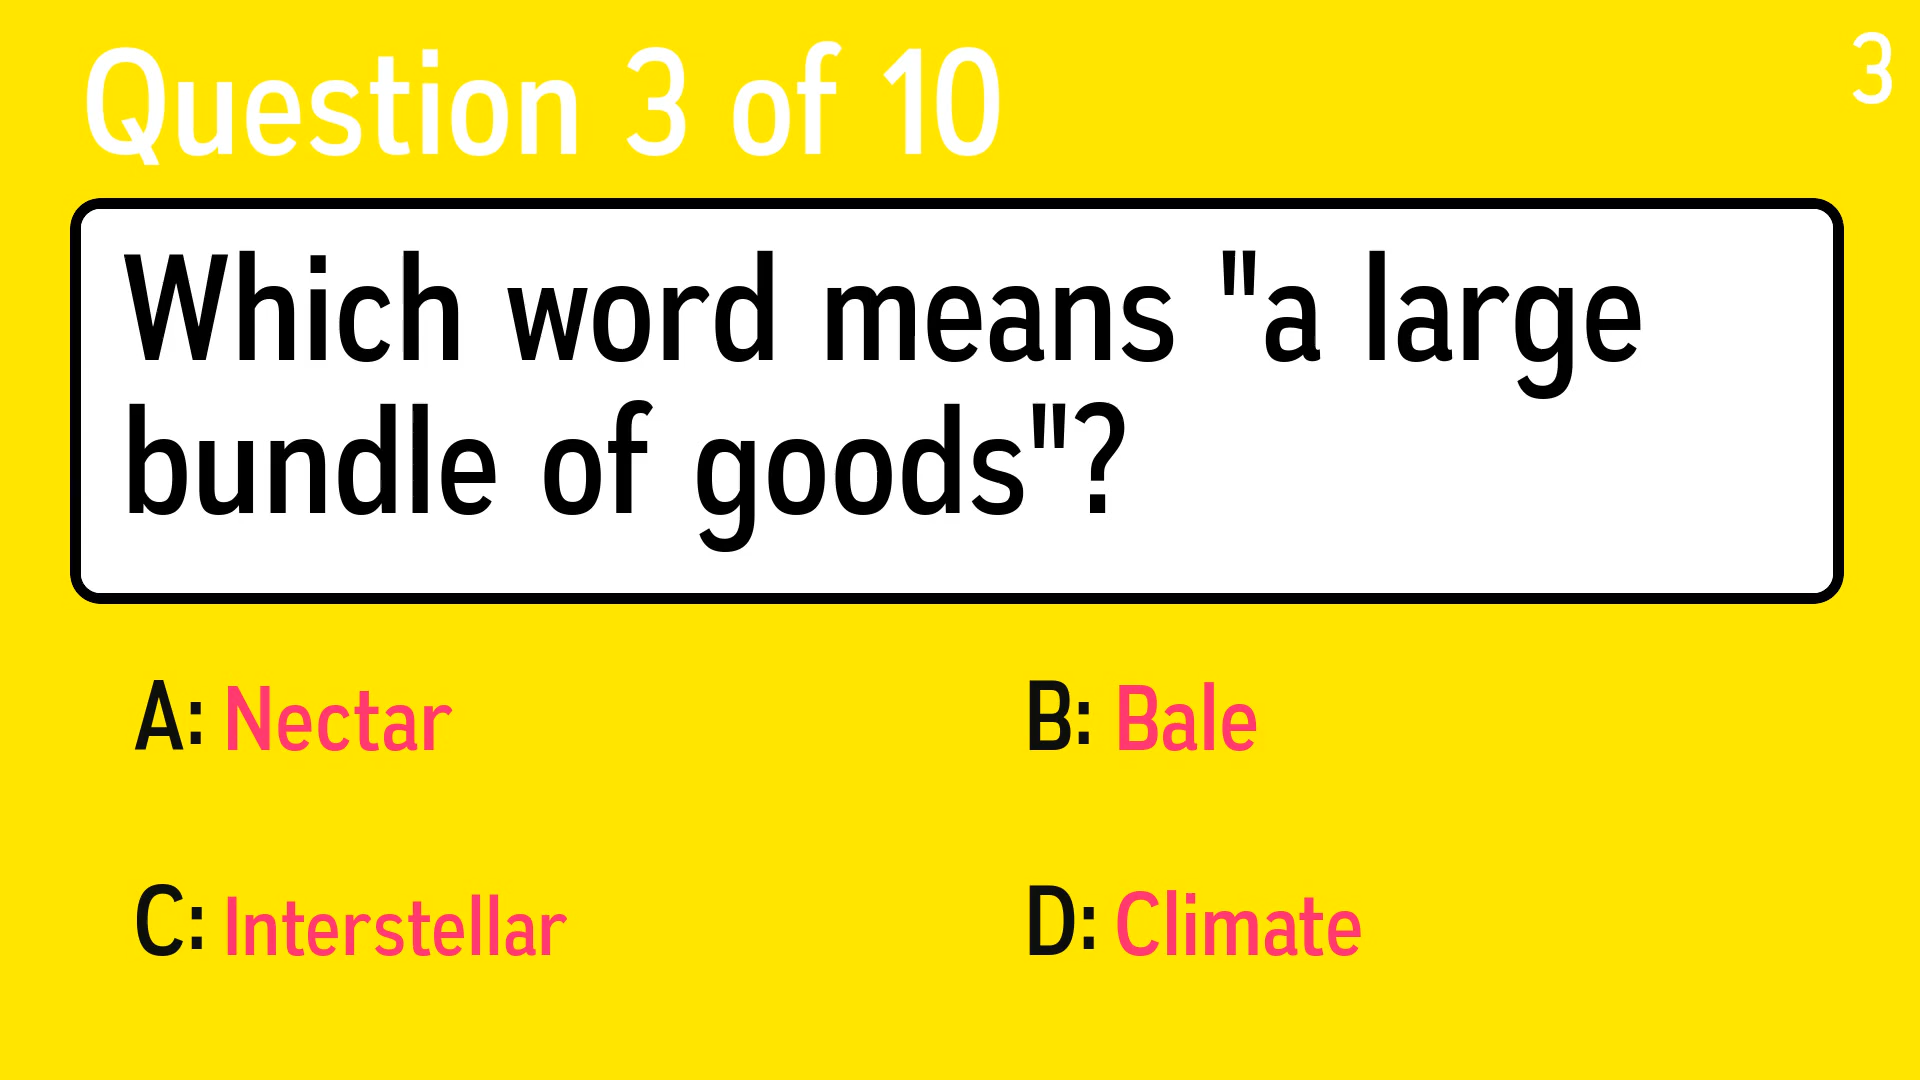 Question 3 of 10
3
Which word means "a large
bundle of goods"?
A: Nectar
B: Bale
C: Interstellar
D: Climate